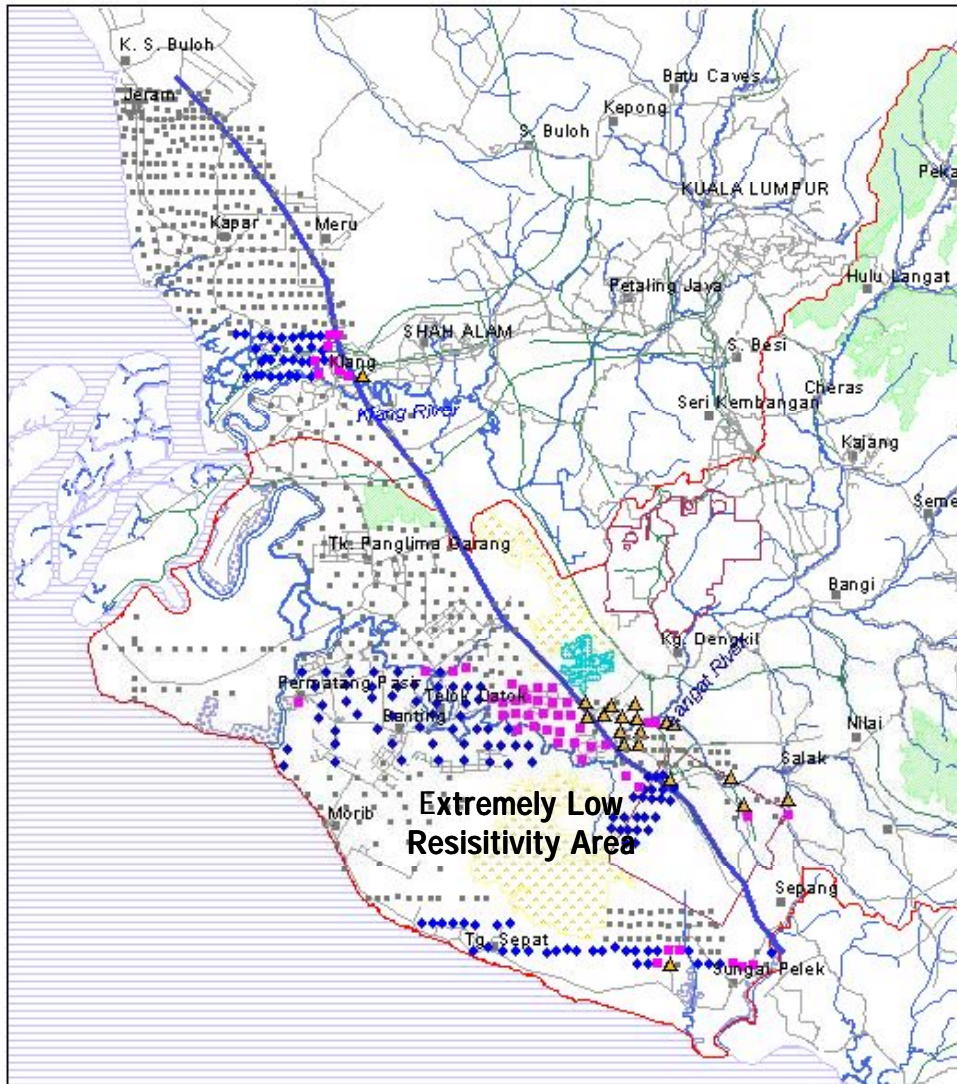 K. S. Buloh
Batu Caves
Jeram
Kepong
S. Buloh
KUALA LUMPUR
Peka
Kapar
Meru
Hulu Langat
Petaling Jaya
SHAH ALAM
S. Besi
Klang
Cheras
Klang River
Seri Kembangan
Kajang
Seme
Tk. Panglima Garang
Bangi
Kg. Dengkil
Langat River
Permatang Pasir
Telok Datok
Banting
Nilai
Salak
Extremely Low
Resisitivity Area
Morib
Sepang
Tg. Sepat
Sungai Pelek